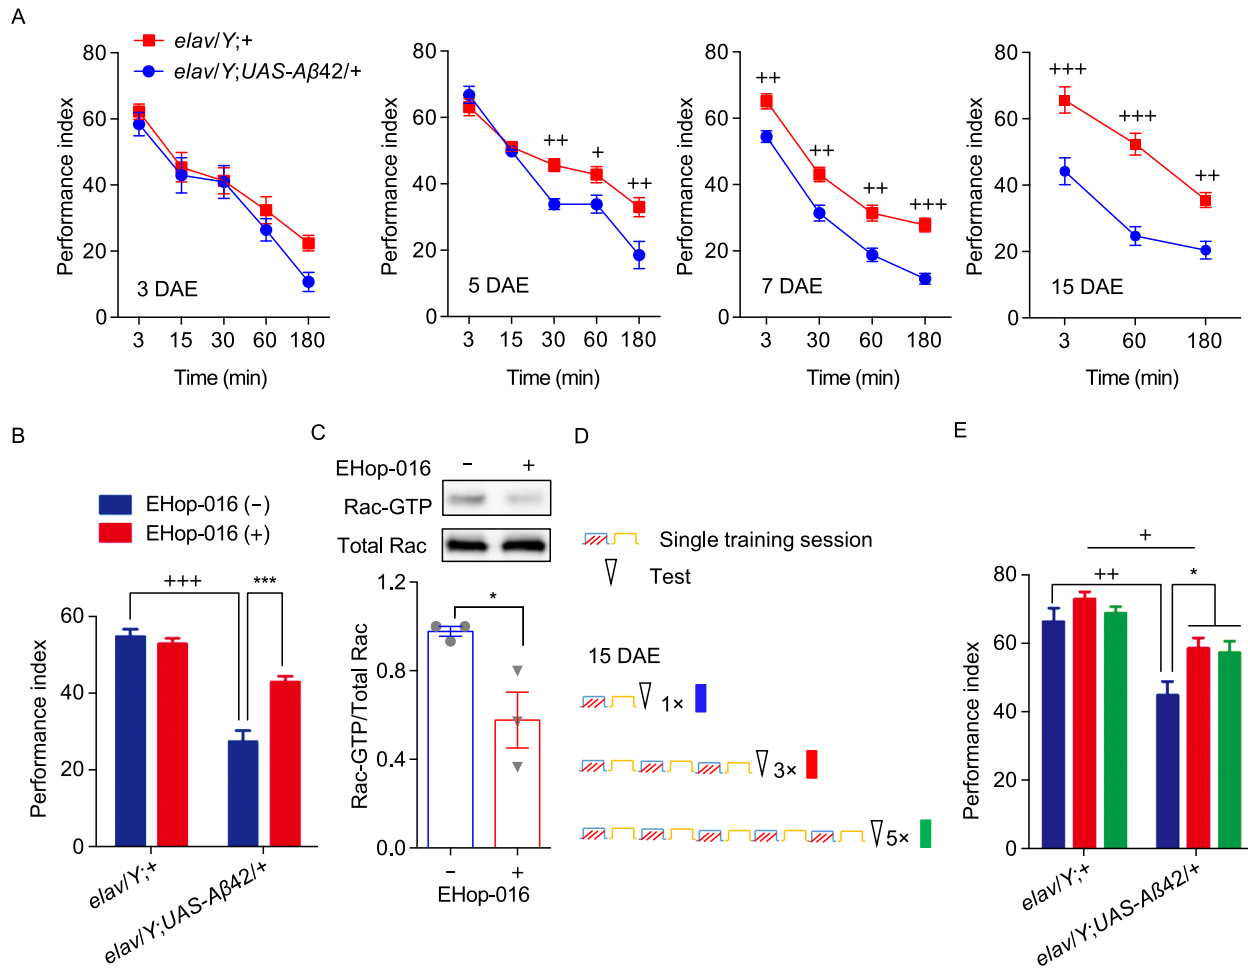 A
elav/Y;+
elav/Y;UAS-Aβ42/+
Performance index
80
60
40
20
0
3 DAE
3 15 30 60 180
Time (min)
Performance index
80
60
40
20
0
++
+
++
5 DAE
3 15 30 60 180
Time (min)
Performance index
80
60
40
20
0
++
++
++
+++
7 DAE
3 30 60 180
Time (min)
Performance index
80
60
40
20
0
+++
+++
++
15 DAE
3 60 180
Time (min)
B
EHop-016 (−)
EHop-016 (+)
+++
***
Performance index
60
40
20
0
elav/Y;+
elav/Y;UAS-Aβ42/+
C
EHop-016 − +
Rac-GTP
Total Rac
Rac-GTP/Total Rac
1.2
0.8
0.4
0.0
*
− +
EHop-016
D
Single training session
Test
15 DAE
1×
3×
5×
E
+
++
*
Performance index
80
60
40
20
0
elav/Y;+
elav/Y;UAS-Aβ42/+